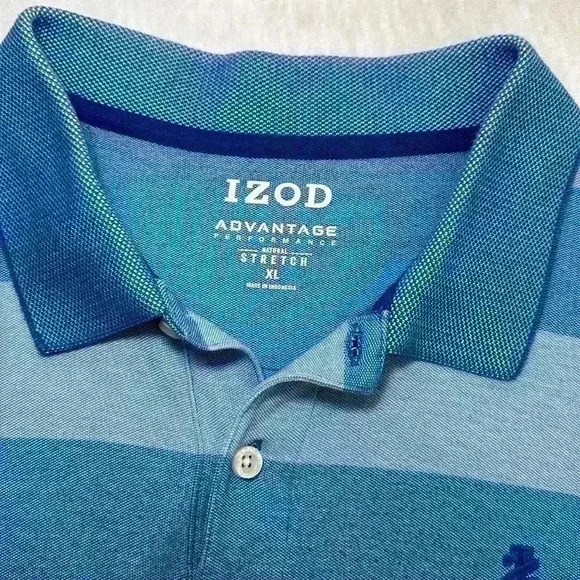 IZOD
ADVANTAGE
PERFORMANCE
NATURAL
STRETCH
XL
MADE IN INDONESIA